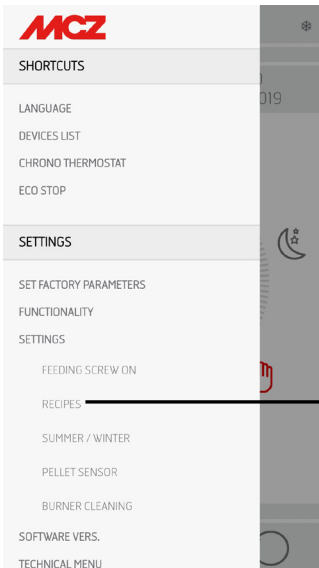 MCZ
SHORTCUTS
LANGUAGE
DEVICES LIST
CHRONO THERMOSTAT
ECO STOP
019
SETTINGS
SET FACTORY PARAMETERS
FUNCTIONALITY
SETTINGS
FEEDING SCREW ON
RECIPES
SUMMER / WINTER
PELLET SENSOR
BURNER CLEANING
SOFTWARE VERS.
TECHNICAL MENU